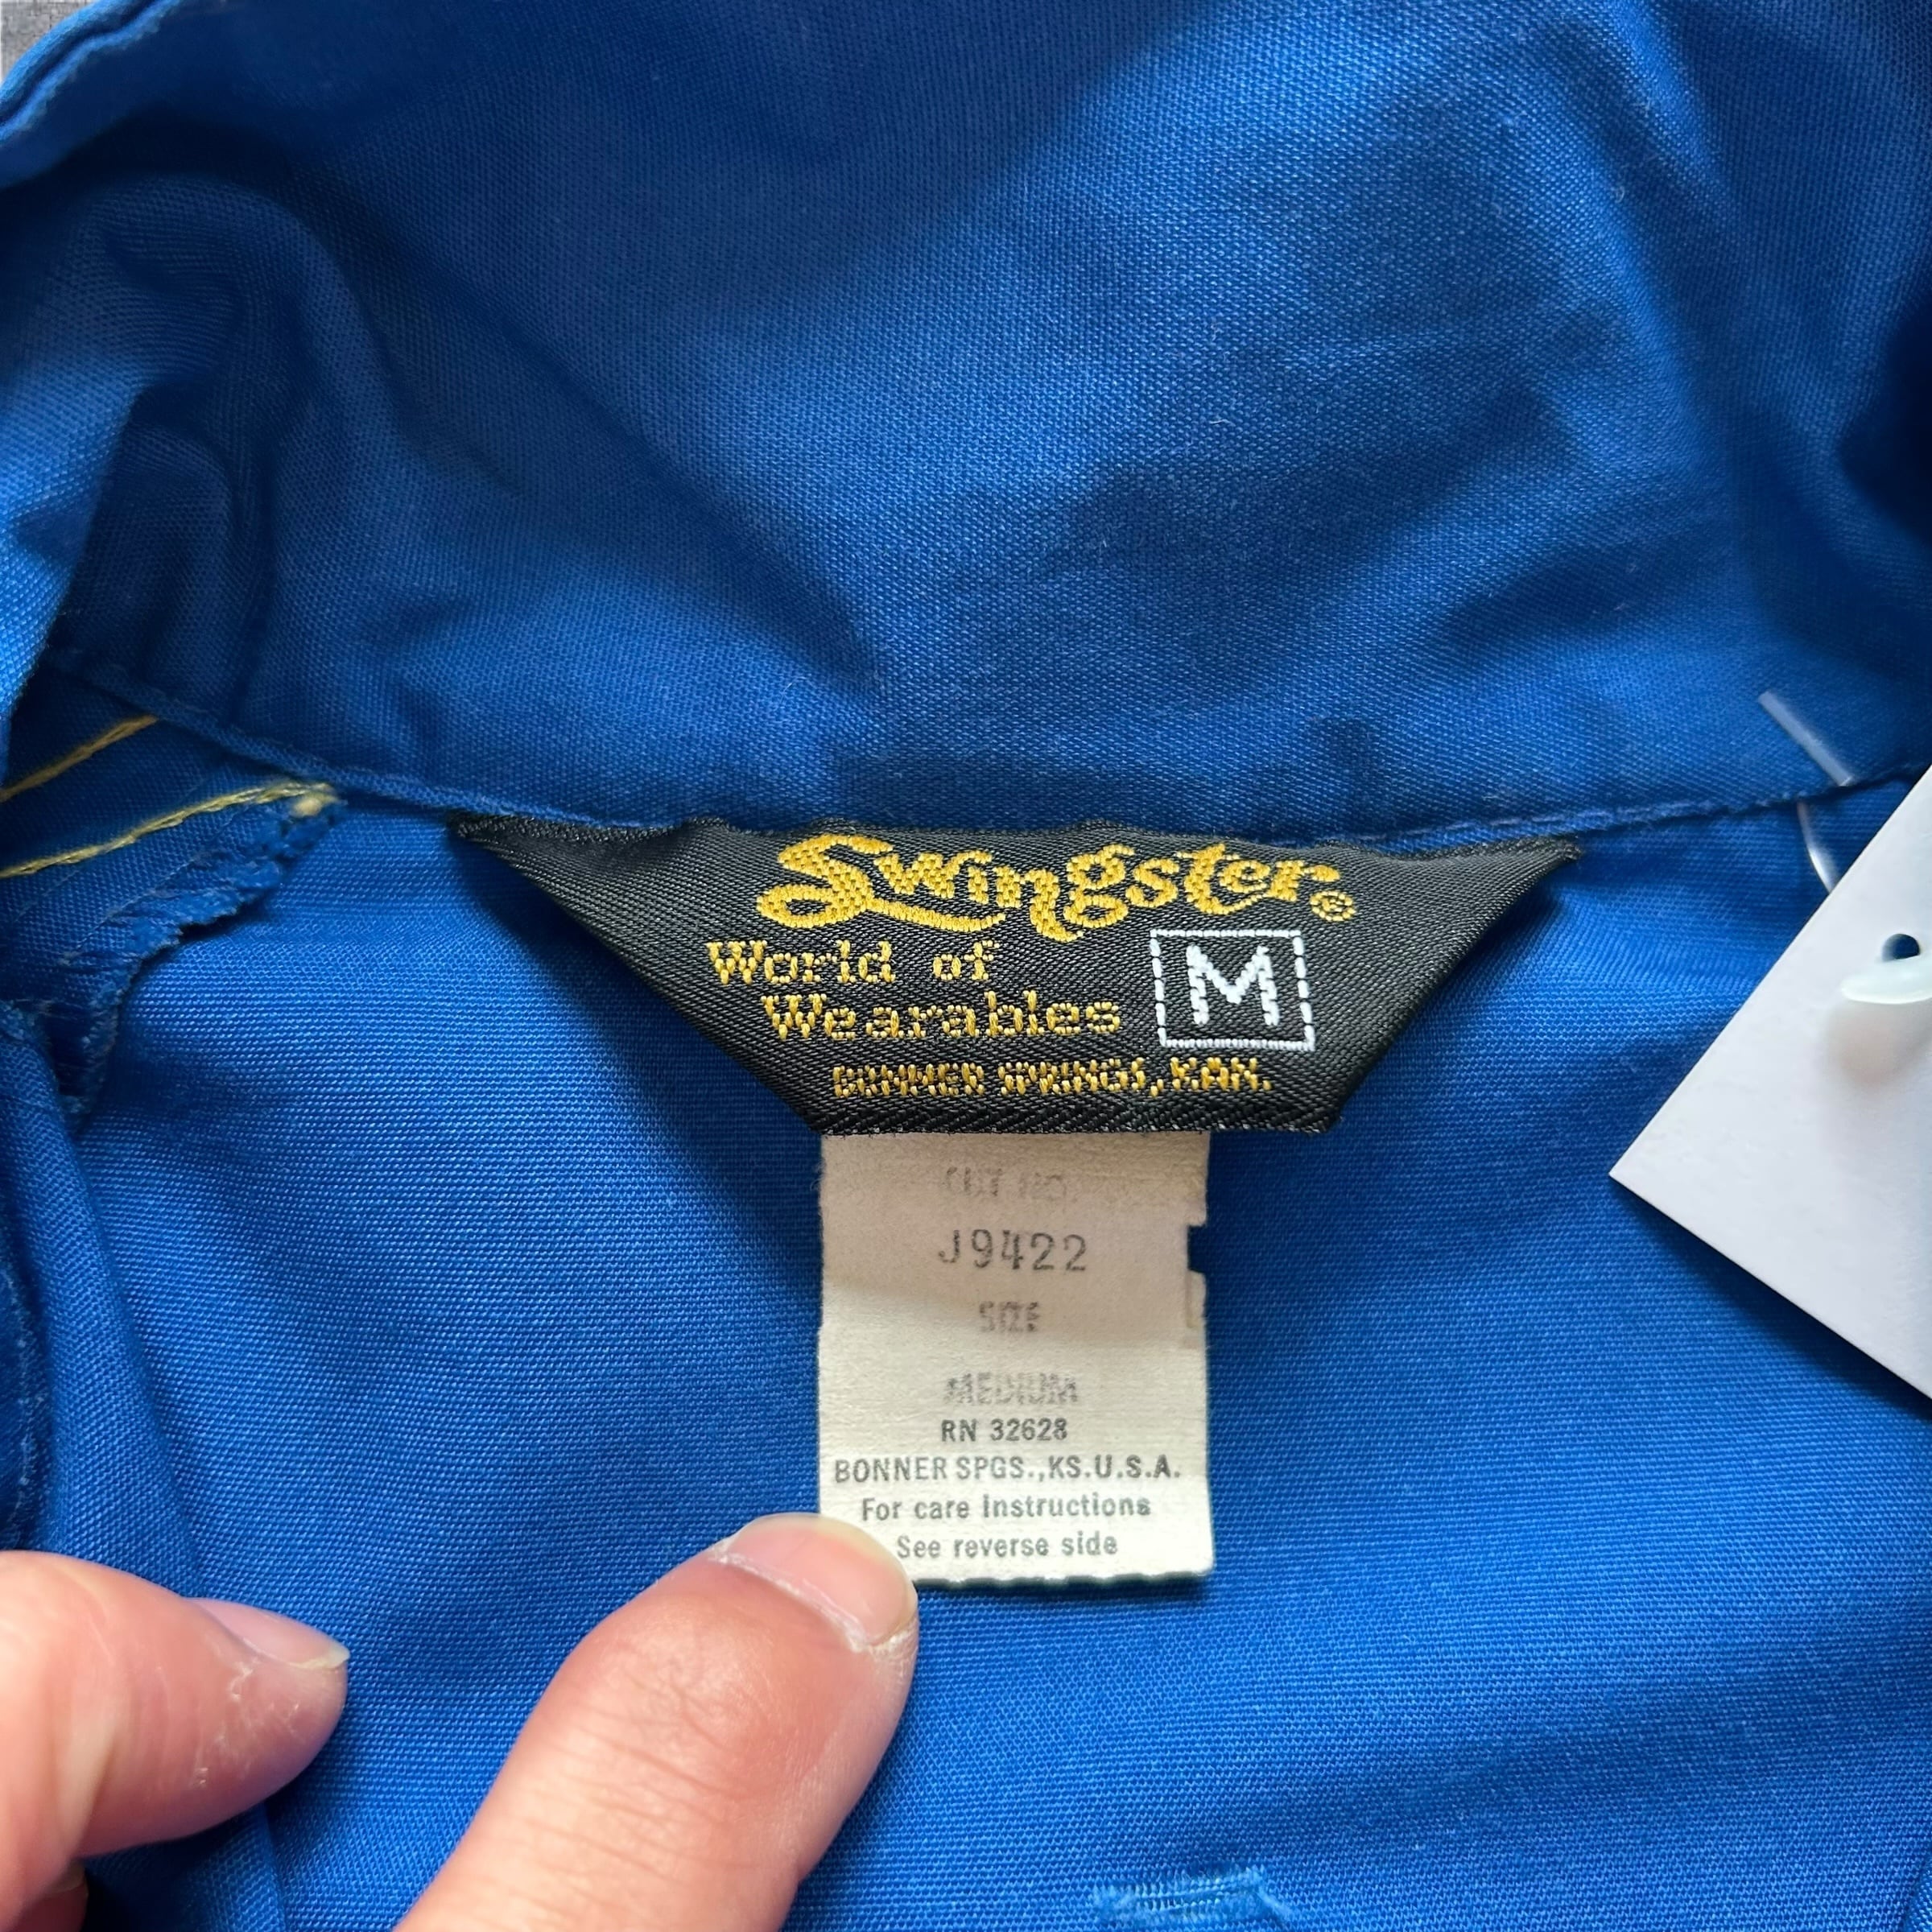 Swingster®
World of
Wearables
M
BONNER SPRINGS, KAN.
CUT NO.
J9422
SIZE
MEDIUM
RN 32628
BONNER SPGS.,KS.U.S.A.
For care Instructions
See reverse side